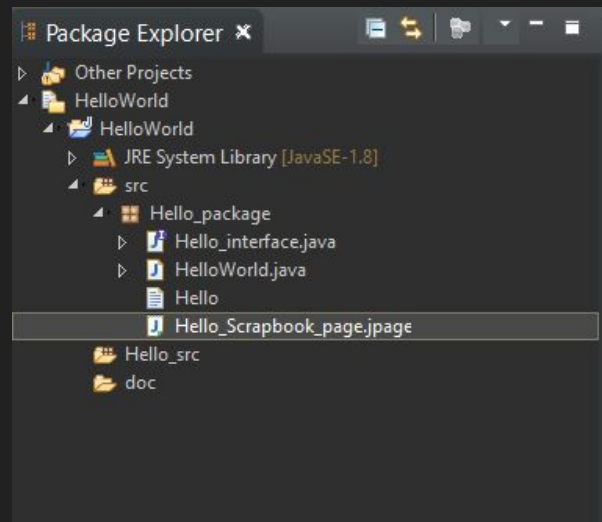 Package Explorer
Other Projects
HelloWorld
HelloWorld
JRE System Library [JavaSE-1.8]
src
Hello_package
Hello_interface.java
HelloWorld.java
Hello
Hello_Scrapbook_page.jpage
Hello_src
doc